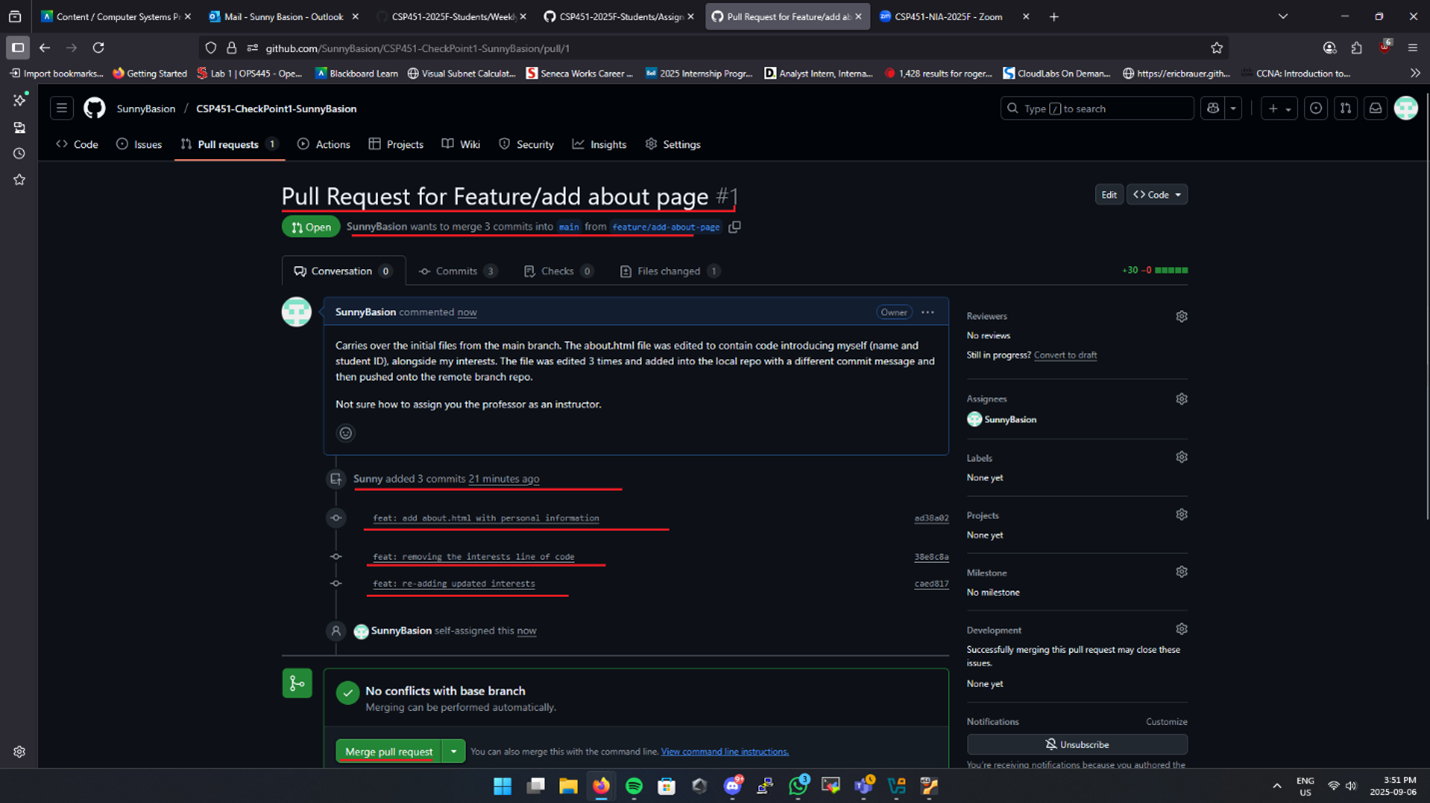 Content / Computer Systems P
Mail - Sunny Basion - Outlook
CSP451-2025F-Students/Weekly
CSP451-2025F-Students/Assign
Pull Request for Feature/add ab
CSP451-NIA-2025F - Zoom
github.com/SunnyBasion/CSP451-CheckPoint1-SunnyBasion/pull/1
6
Import bookmarks...
Getting Started
Lab 1 | OPS445 - Ope...
Blackboard Learn
Visual Subnet Calculat...
Seneca Works Career ...
2025 Internship Prog...
Analyst Intern, Interna...
1,428 results for roger...
CloudLabs On Deman...
https://ericbrauer.gith...
CCNA: Introduction to...
SunnyBasion / CSP451-CheckPoint1-SunnyBasion
Type / to search
Code
Issues
Pull requests 1
Actions
Projects
Wiki
Security
Insights
Settings
Pull Request for Feature/add about page #1
Edit
<> Code
Open
SunnyBasion wants to merge 3 commits into main from feature/add-about-page
Conversation 0
Commits 3
Checks 0
Files changed 1
+30 −0
SunnyBasion commented now
Owner
Carries over the initial files from the main branch. The about.html file was edited to contain code introducing myself (name and
student ID), alongside my interests. The file was edited 3 times and added into the local repo with a different commit message and
then pushed onto the remote branch repo.
Not sure how to assign you the professor as an instructor.
Sunny added 3 commits 21 minutes ago
feat: add about.html with personal information
ad38a02
feat: removing the interests line of code
38e8c8a
feat: re-adding updated interests
caed817
SunnyBasion self-assigned this now
No conflicts with base branch
Merging can be performed automatically.
Merge pull request
You can also merge this with the command line. View command line instructions.
Reviewers
No reviews
Still in progress? Convert to draft
Assignees
SunnyBasion
Labels
None yet
Projects
None yet
Milestone
No milestone
Development
Successfully merging this pull request may close these
issues.
None yet
Notifications
Customize
Unsubscribe
You're receiving notifications because you authored the
ENG
US
3:51 PM
2025-09-06